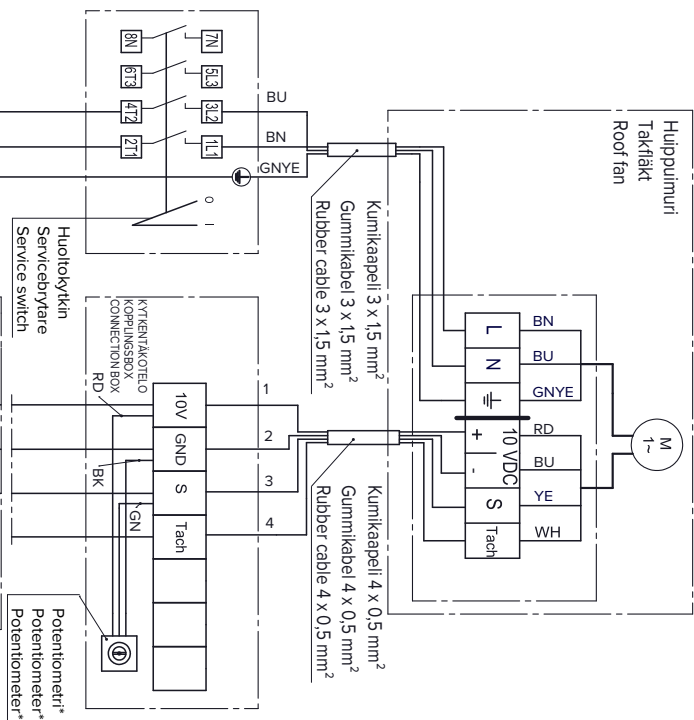 Huippuimuri
Takfläkt
Roof fan
M
1~
BN
BU
GNYE
RD
BU
YE
WH
L
N
+
10 VDC
-
S
Tach
Kumikaapeli 3 x 1,5 mm²
Gummikabel 3 x 1,5 mm²
Rubber cable 3 x 1,5 mm²
Kumikaapeli 4 x 0,5 mm²
Gummikabel 4 x 0,5 mm²
Rubber cable 4 x 0,5 mm²
BU
BN
GNYE
7N
5L3
3L2
1L1
8N
6T3
4T2
2T1
O
I
Huoltokytkin
Servicebrytare
Service switch
1
2
3
4
KYTKENTÄKOTELO
KOPPLINGSBOX
CONNECTION BOX
10V
GND
S
Tach
RD
BK
GN
Potentiometri*
Potentiometer*
Potentiometer*